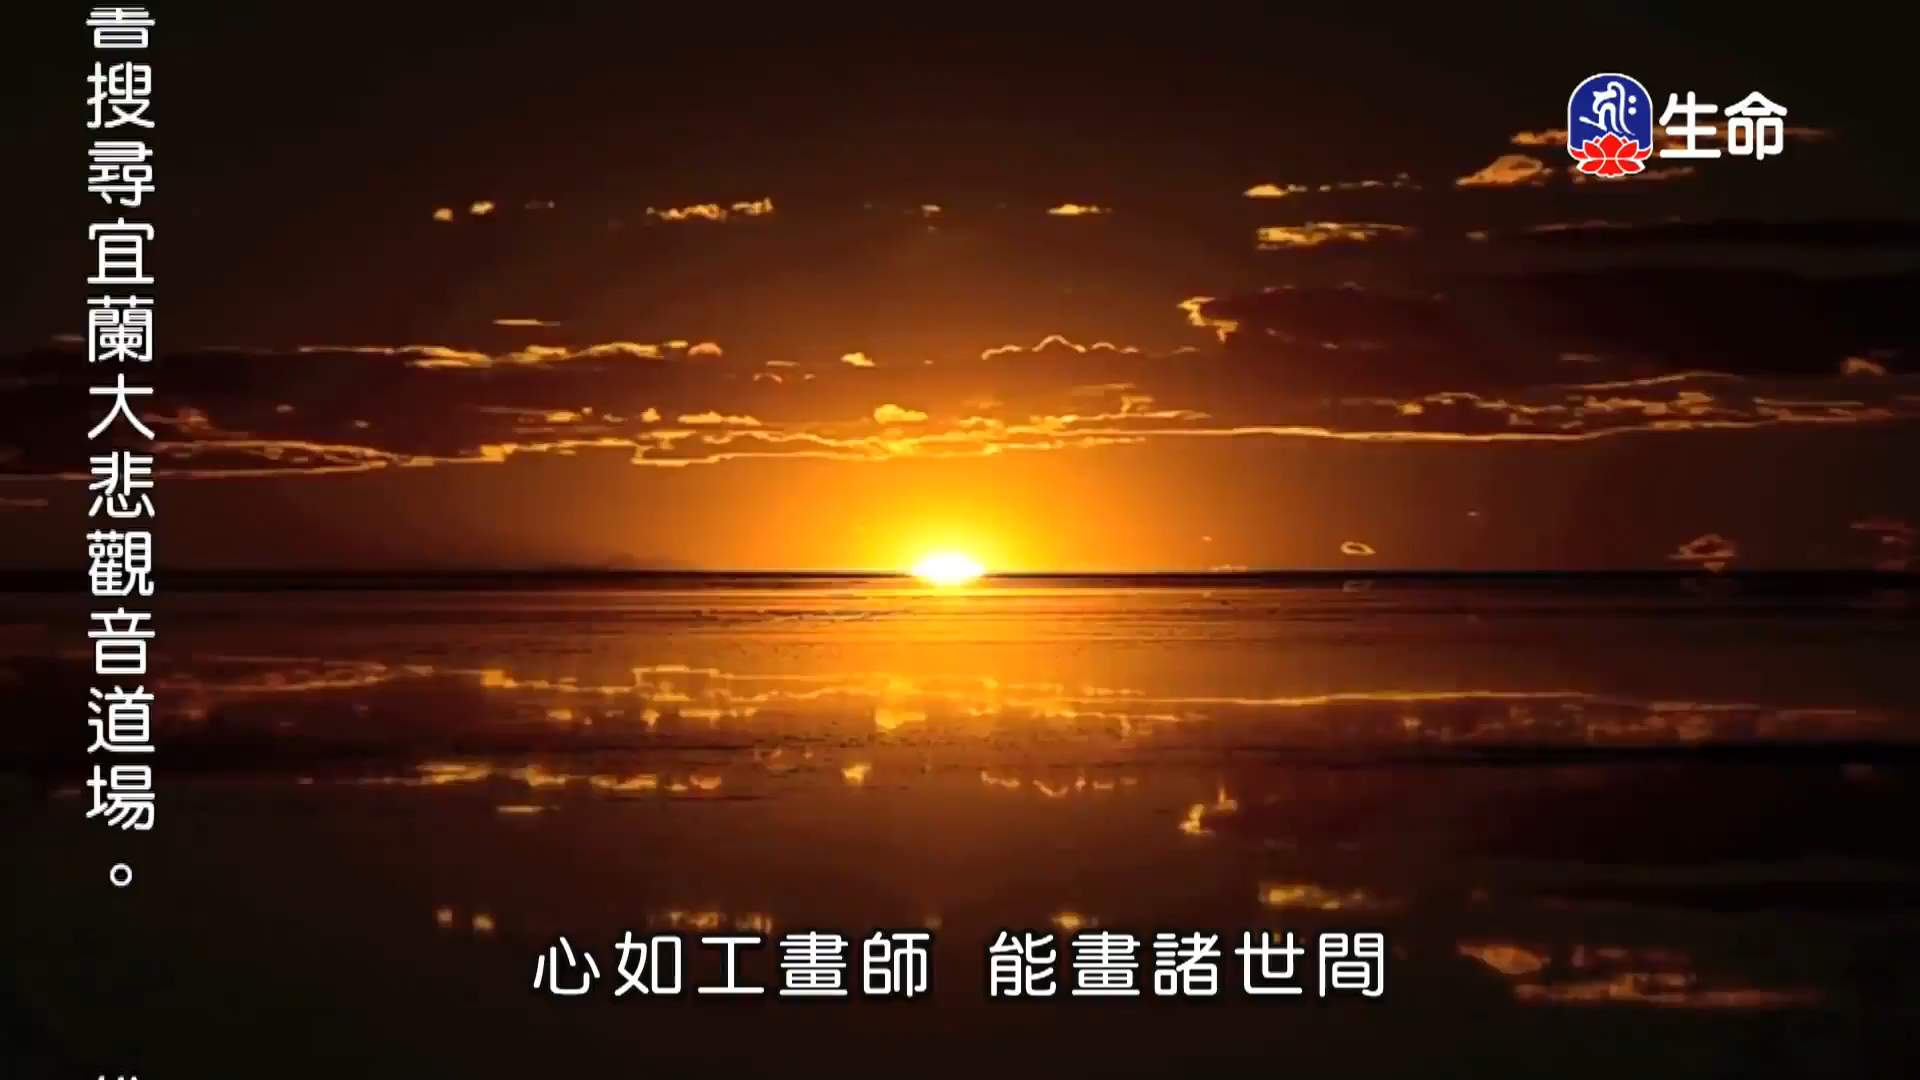 生命
搜尋宜蘭大悲觀音道場。
心如工畫師 能畫諸世間